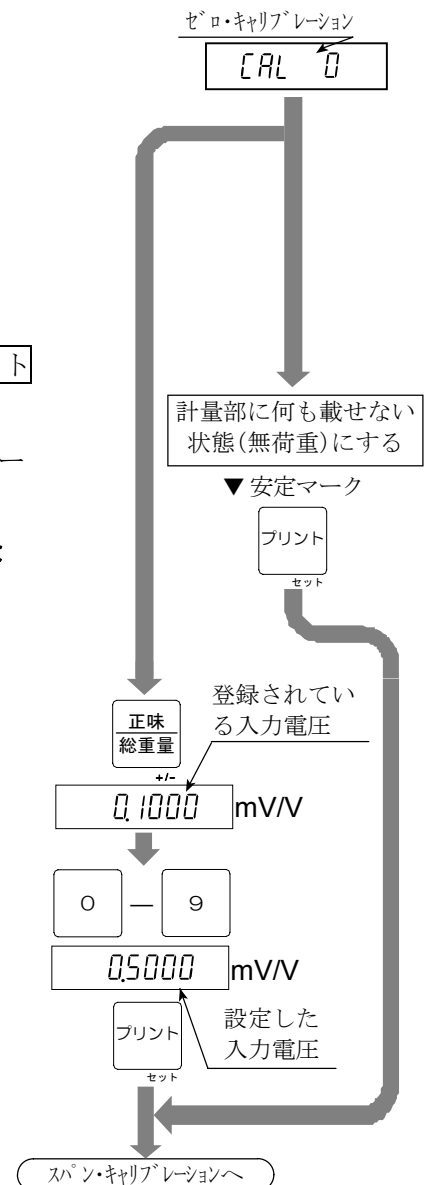 ゼロ・キャリブレーション
CAL 0
ト
ー
計量部に何も載せない
状態(無荷重)にする
▼ 安定マーク
プリント
セット
正味
総重量
+/-
登録されてい
る入力電圧
0.1000 mV/V
0 — 9
0.5000 mV/V
プリント
セット
設定した
入力電圧
スパン・キャリブレーションへ